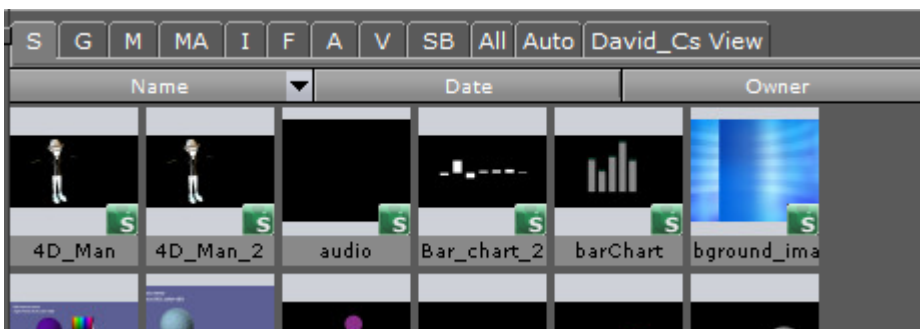 S G M MA I F A V SB All Auto David_Cs View
Name Date Owner
S S S S S S
4D_Man 4D_Man_2 audio Bar_chart_2 barChart bground_ima